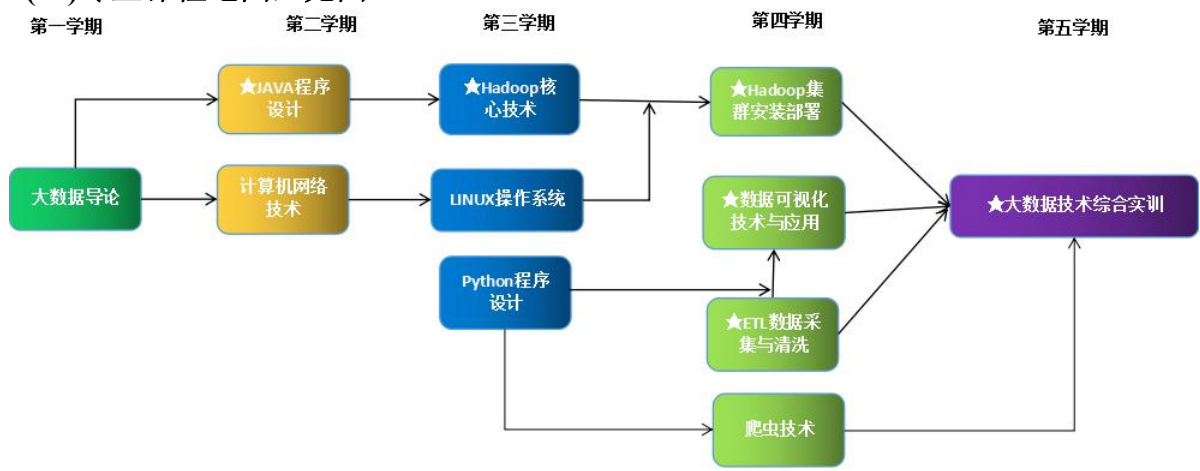 第一学期
第二学期
第三学期
第四学期
第五学期
★JAVA程序
设计
★Hadoop核
心技术
★Hadoop集
群安装部署
大数据导论
计算机网络
技术
LINUX操作系统
★数据可视化
技术与应用
★大数据技术综合实训
Python程序
设计
★ETL数据采
集与清洗
爬虫技术